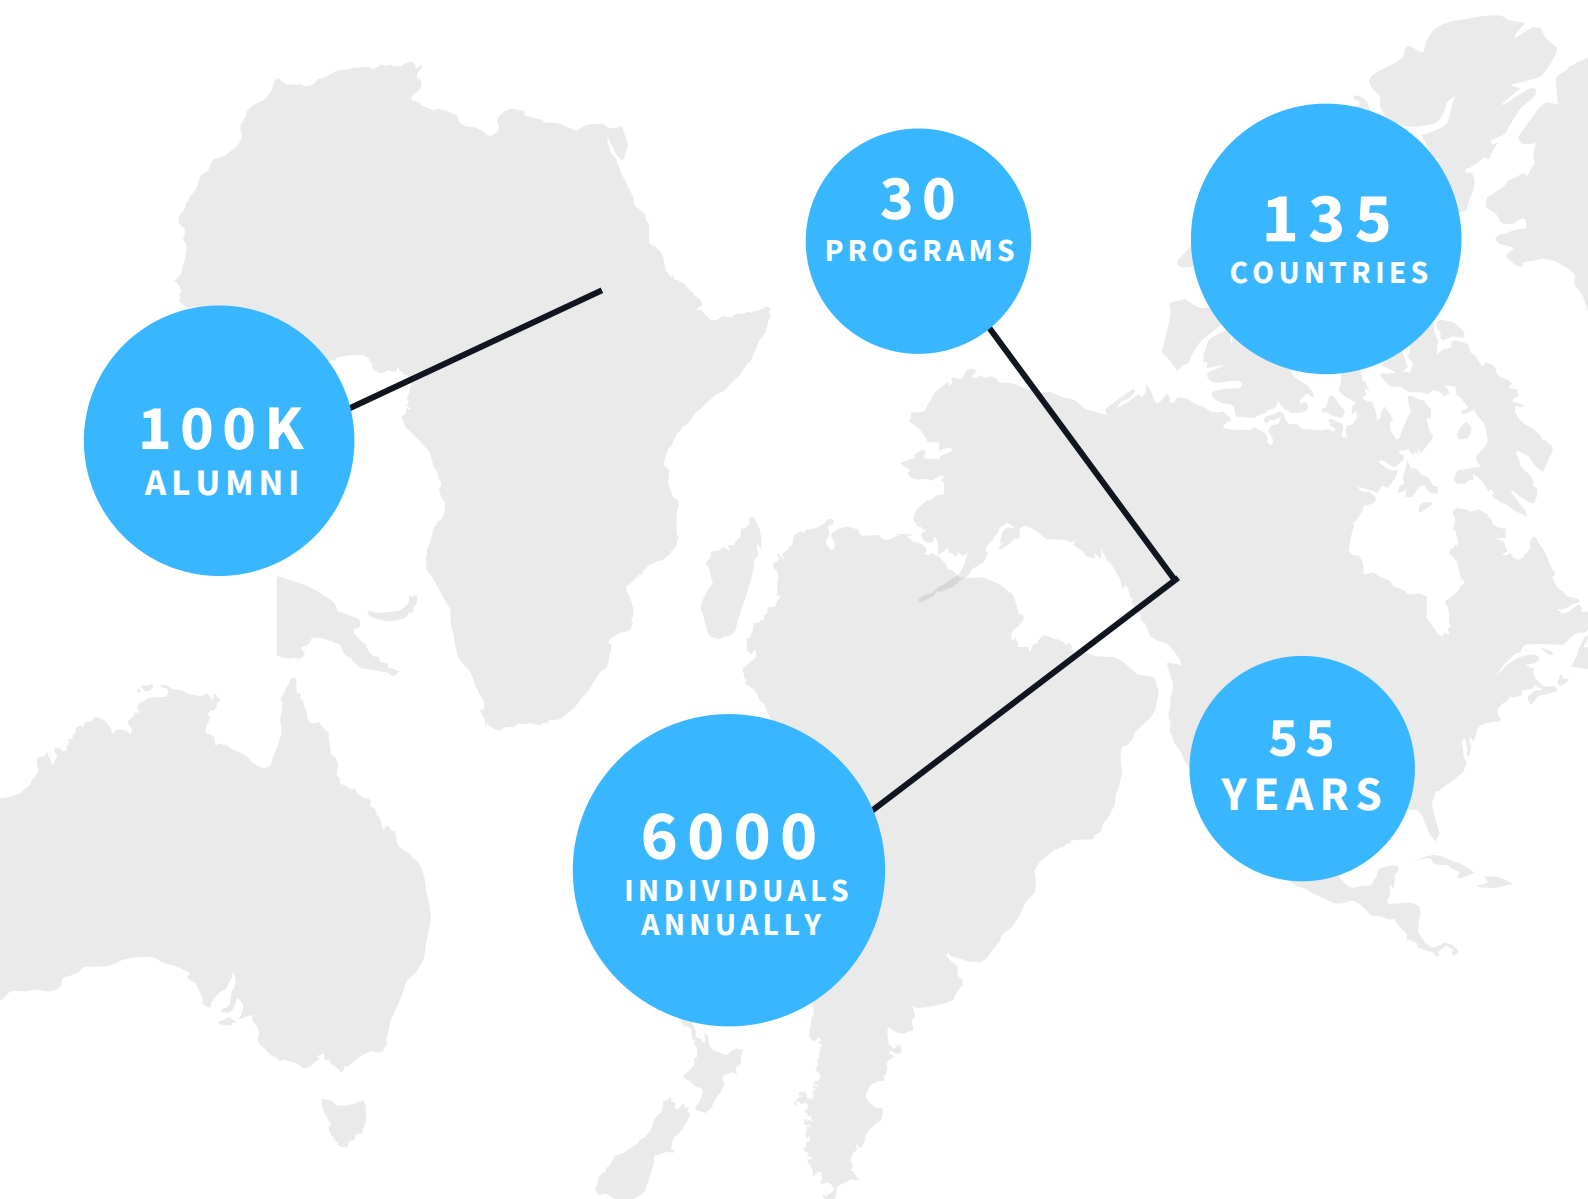 30
PROGRAMS
135
COUNTRIES
100K
ALUMNI
55
YEARS
6000
INDIVIDUALS
ANNUALLY